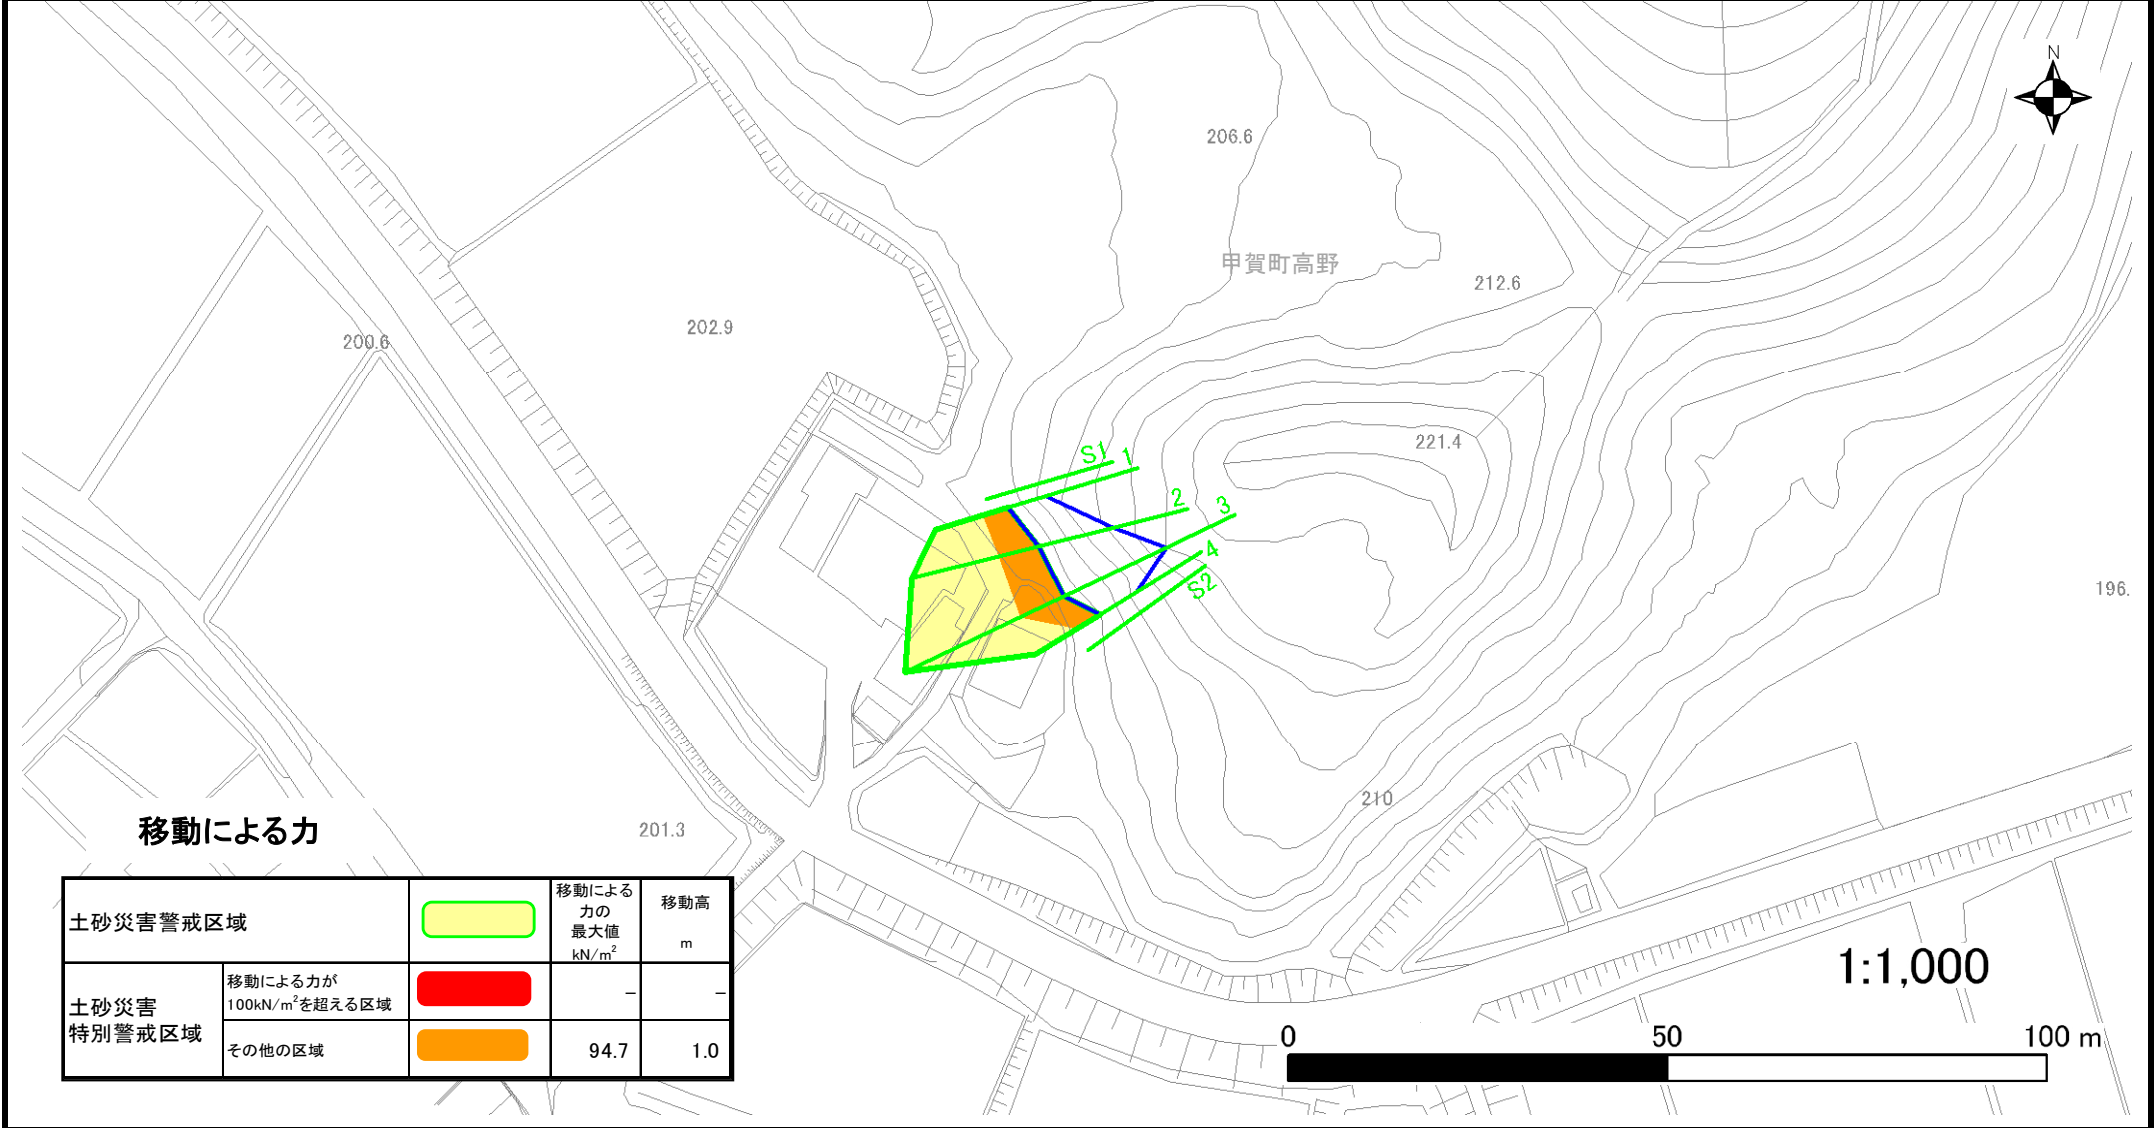 N
206.6
甲賀町高野
212.6
200.6
202.9
221.4
S1
1
2
3
4
S2
196.
210
201.3
移動による力
移動による
力の
最大値
kN/m²
移動高
m
土砂災害警戒区域
土砂災害
特別警戒区域
移動による力が
100kN/m²を超える区域
-
-
その他の区域
94.7
1.0
1:1,000
0
50
100 m